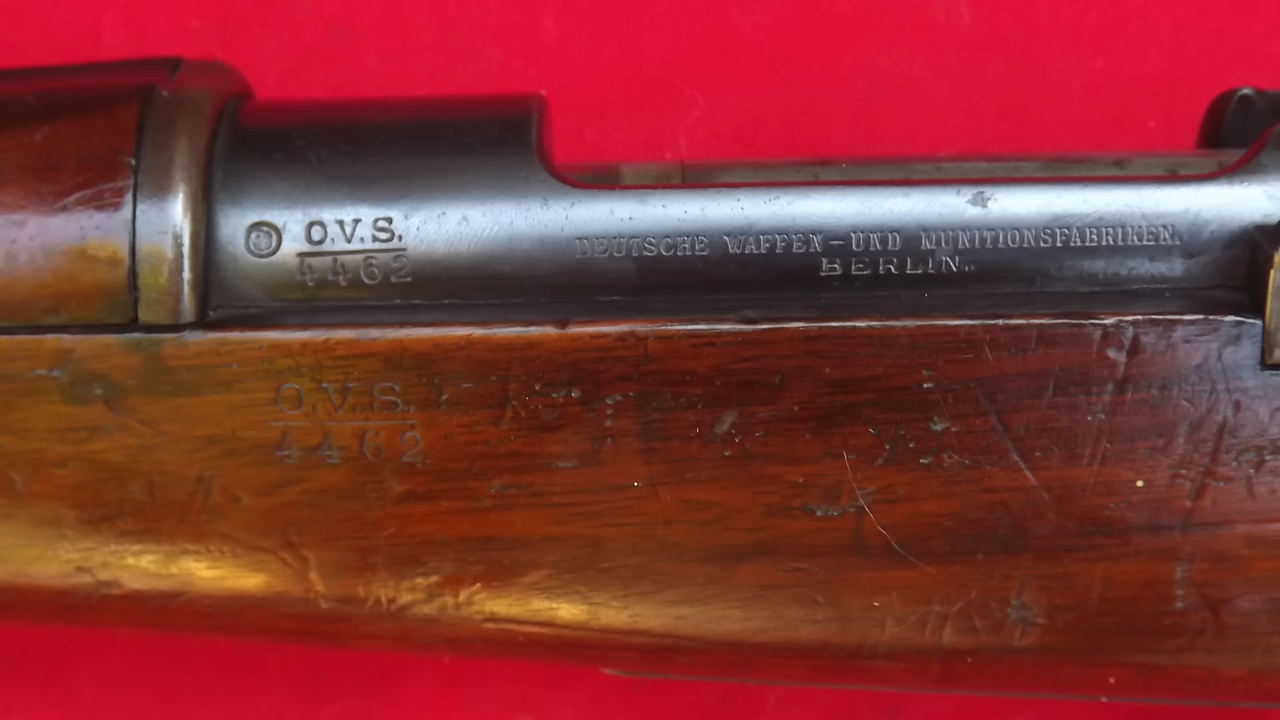 O.V.S.
4462
DEUTSCHE WAFFEN-UND MUNITIONSFABRIKEN.
BERLIN.
O.V.S.
4462